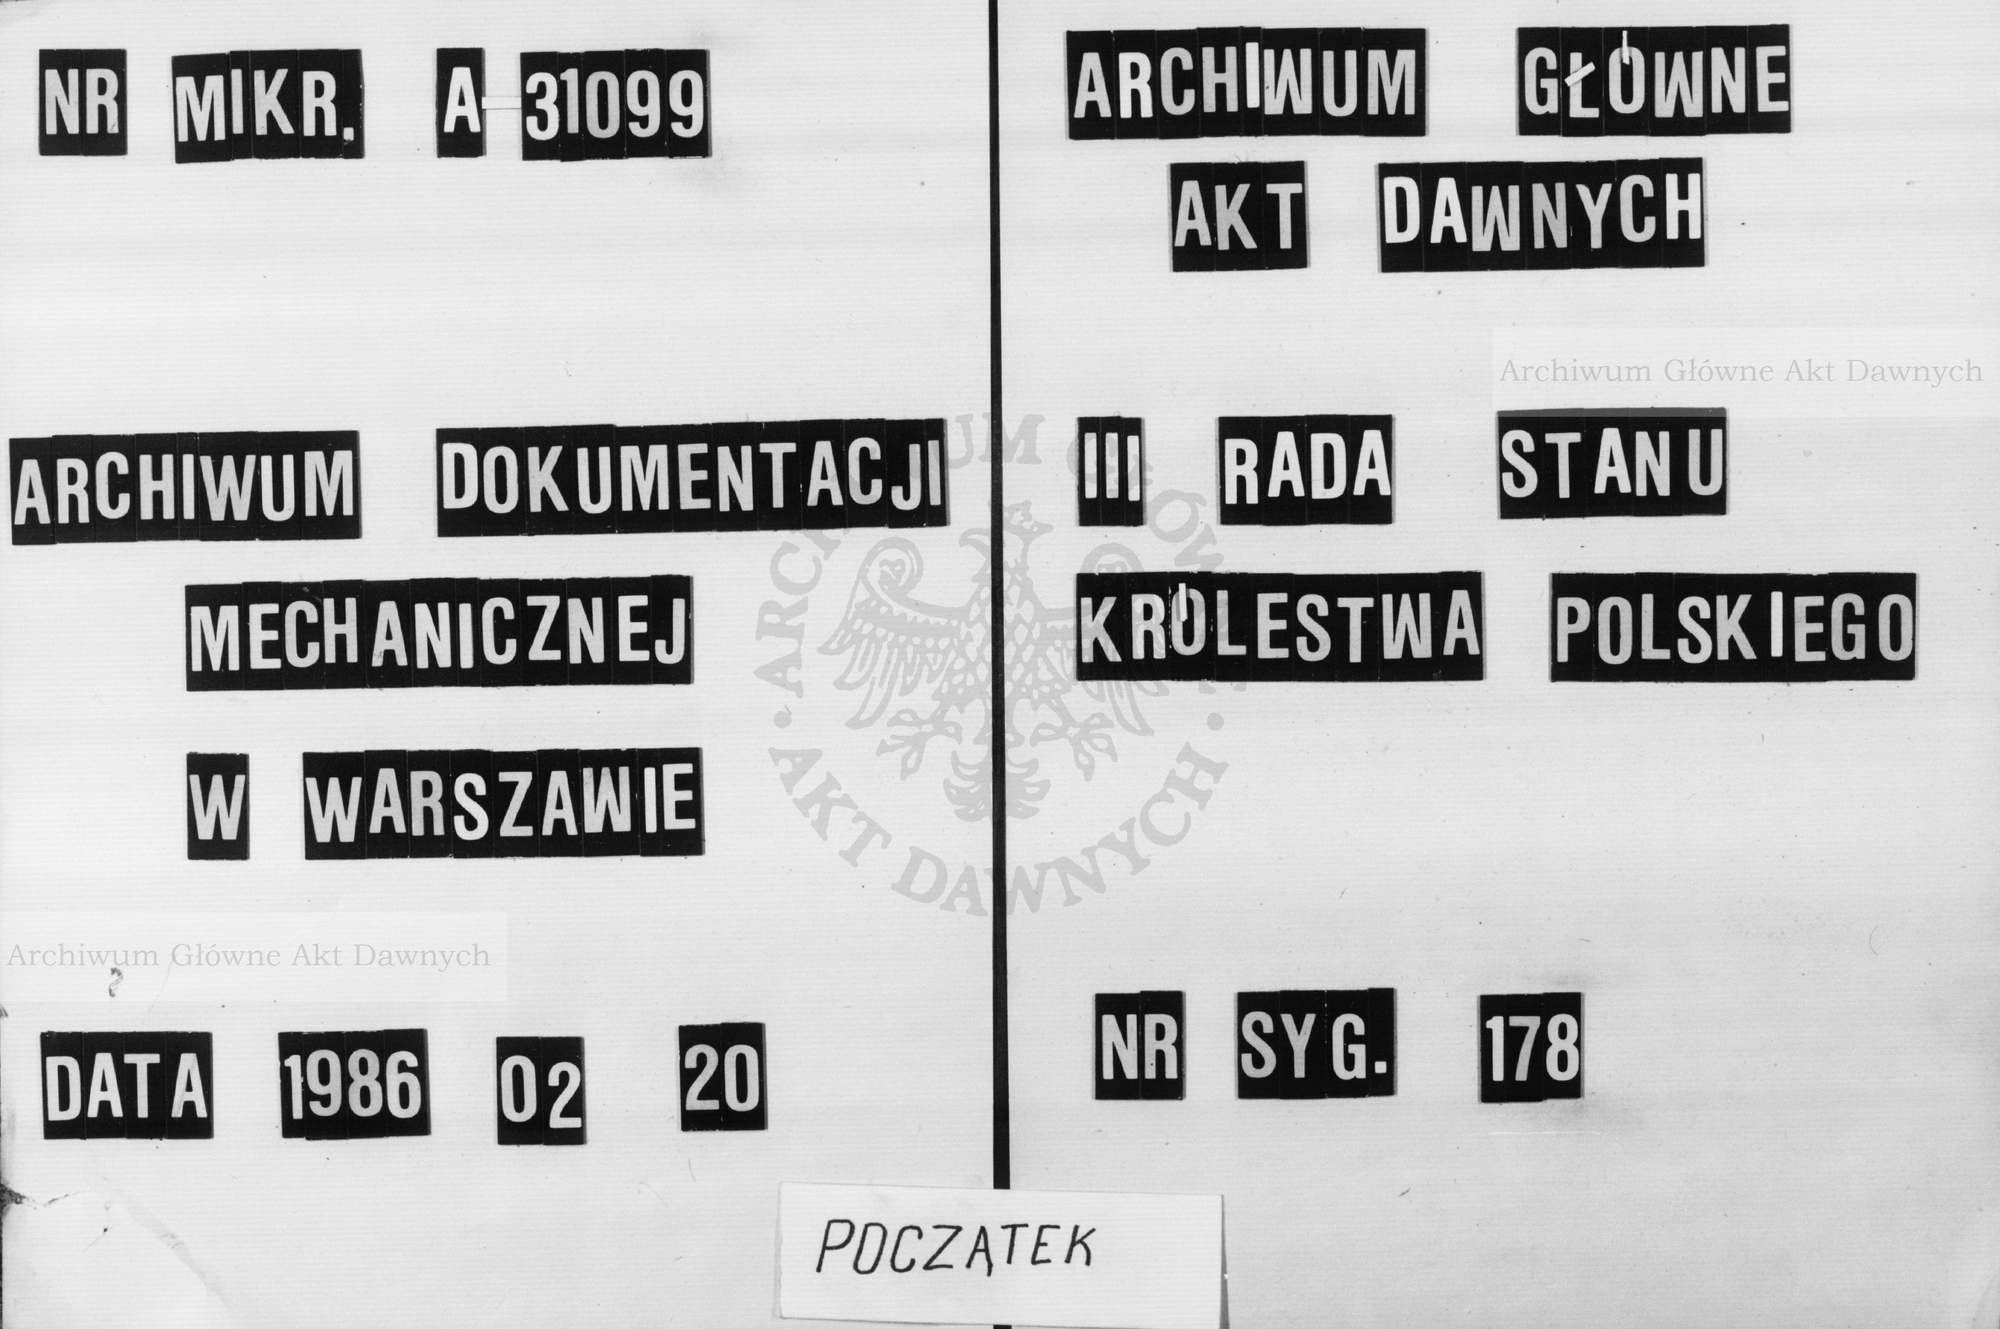 NR MIKR. A-31099
ARCHIWUM DOKUMENTACJI
MECHANICZNEJ
W WARSZAWIE
Archiwum Główne Akt Dawnych
DATA 1986 02 20
ARCHIWUM GŁÓWNE
AKT DAWNYCH
Archiwum Główne Akt Dawnych
III RADA STANU
KRÓLESTWA POLSKIEGO
NR SYG. 178
POCZĄTEK
ARCHIWUM GŁÓWNE
AKT DAWNYCH